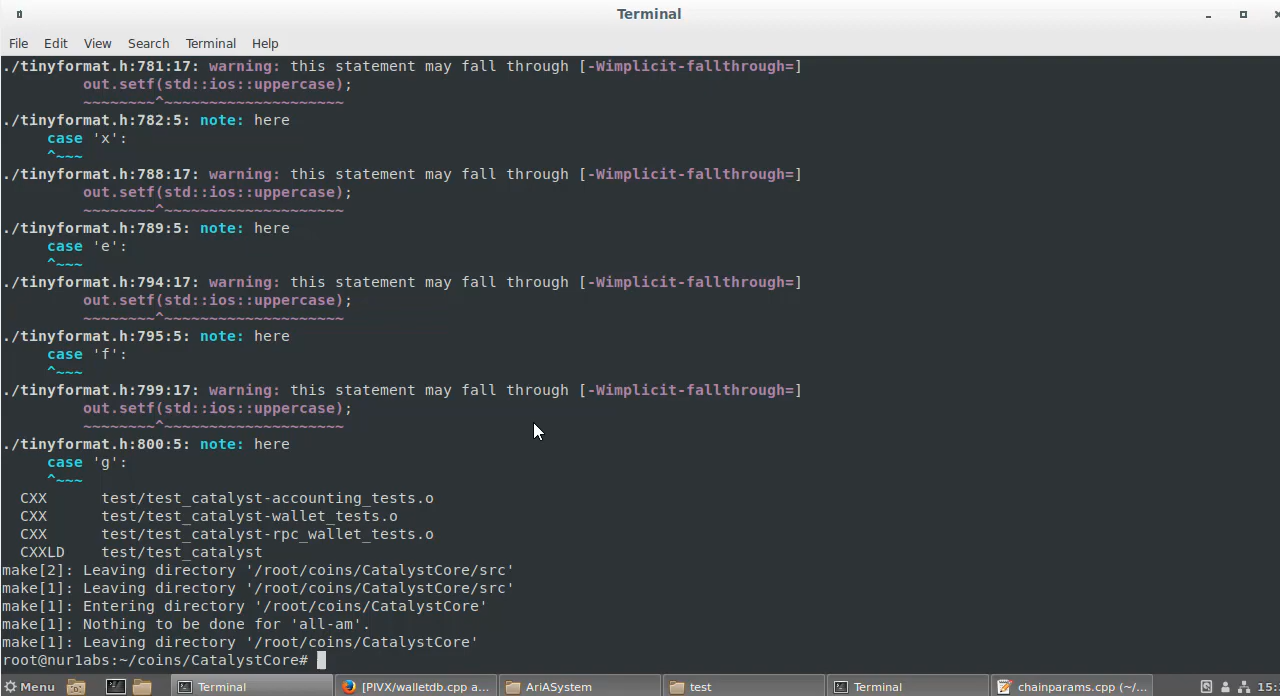 Terminal
File Edit View Search Terminal Help
./tinyformat.h:781:17: warning: this statement may fall through [-Wimplicit-fallthrough=]
out.setf(std::ios::uppercase);
~~~~~~~~^~~~~~~~~~~~~~~~~~~~~
./tinyformat.h:782:5: note: here
case 'x':
^~~~
./tinyformat.h:788:17: warning: this statement may fall through [-Wimplicit-fallthrough=]
out.setf(std::ios::uppercase);
~~~~~~~~^~~~~~~~~~~~~~~~~~~~~
./tinyformat.h:789:5: note: here
case 'e':
^~~~
./tinyformat.h:794:17: warning: this statement may fall through [-Wimplicit-fallthrough=]
out.setf(std::ios::uppercase);
~~~~~~~~^~~~~~~~~~~~~~~~~~~~~
./tinyformat.h:795:5: note: here
case 'f':
^~~~
./tinyformat.h:799:17: warning: this statement may fall through [-Wimplicit-fallthrough=]
out.setf(std::ios::uppercase);
~~~~~~~~^~~~~~~~~~~~~~~~~~~~~
./tinyformat.h:800:5: note: here
case 'g':
^~~~
CXX test/test_catalyst-accounting_tests.o
CXX test/test_catalyst-wallet_tests.o
CXX test/test_catalyst-rpc_wallet_tests.o
CXXLD test/test_catalyst
make[2]: Leaving directory '/root/coins/CatalystCore/src'
make[1]: Leaving directory '/root/coins/CatalystCore/src'
make[1]: Entering directory '/root/coins/CatalystCore'
make[1]: Nothing to be done for 'all-am'.
make[1]: Leaving directory '/root/coins/CatalystCore'
root@nur1abs:~/coins/CatalystCore#
Menu Terminal [PIVX/walletdb.cpp a... AriASystem test Terminal chainparams.cpp (~/... 15: